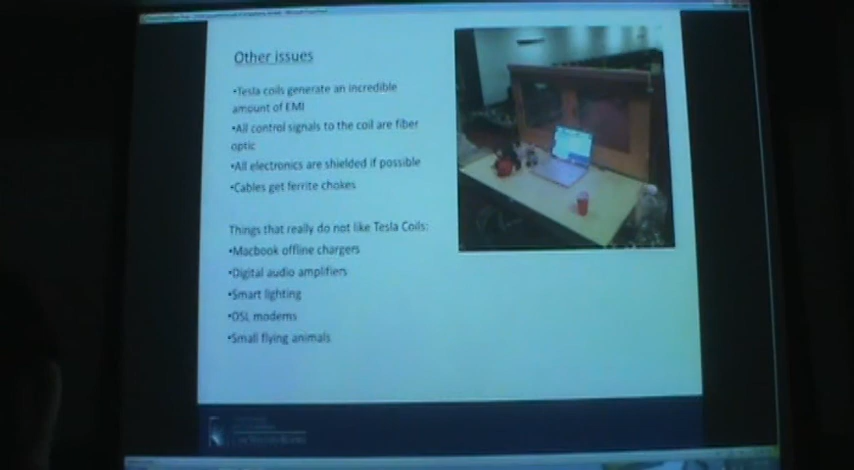 Other issues
•Tesla coils generate an incredible
amount of EMI
•All control signals to the coil are fiber
optic
•All electronics are shielded if possible
•Cables get ferrite chokes
Things that really do not like Tesla Coils:
•Macbook offline chargers
•Digital audio amplifiers
•Smart lighting
•DSL modems
•Small flying animals